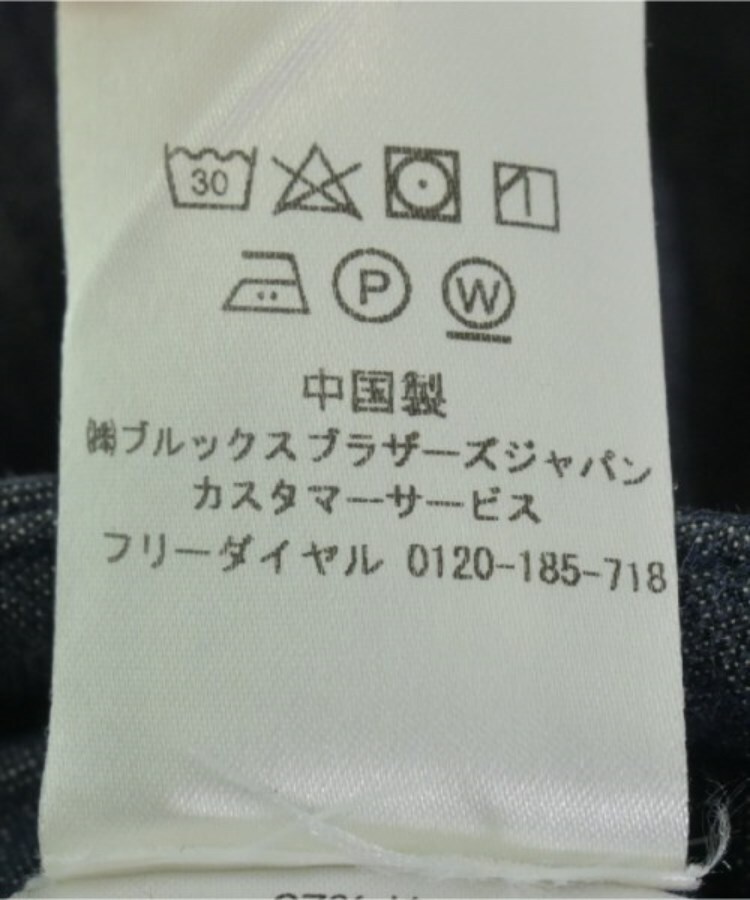 30
P W
中国製
㈱ブルックスブラザーズジャパン
カスタマーサービス
フリーダイヤル 0120-185-718